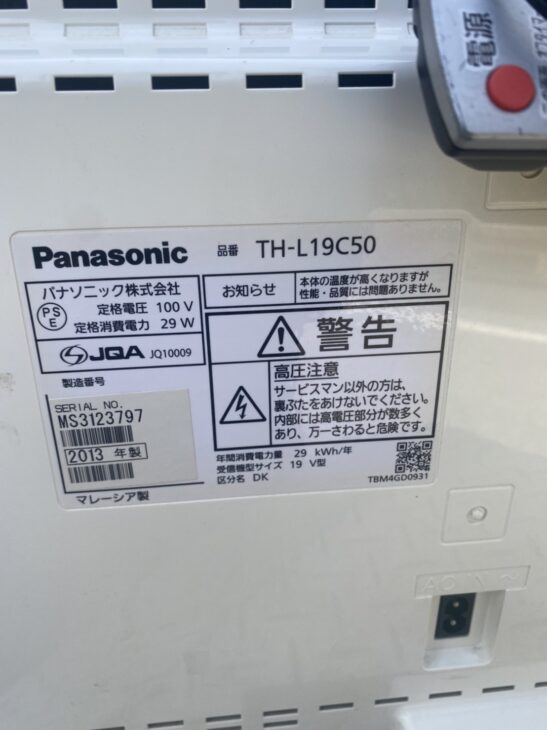 電源
Panasonic 品番 TH-L19C50
パナソニック株式会社
PS
E
定格電圧 100 V
定格消費電力 29 W
JQA JQ10009
お知らせ
本体の温度が高くなりますが
性能・品質には問題ありません。
警告
高圧注意
サービスマン以外の方は、
裏ぶたをあけないでください。
内部には高電圧部分が数多く
あり、万一さわると危険です。
製造番号
SERIAL NO.
MS3123797
2013 年製
マレーシア製
年間消費電力量 29 kWh/年
受信機型サイズ 19 V型
区分名 DK
TBM4GD0931
AC IN ~